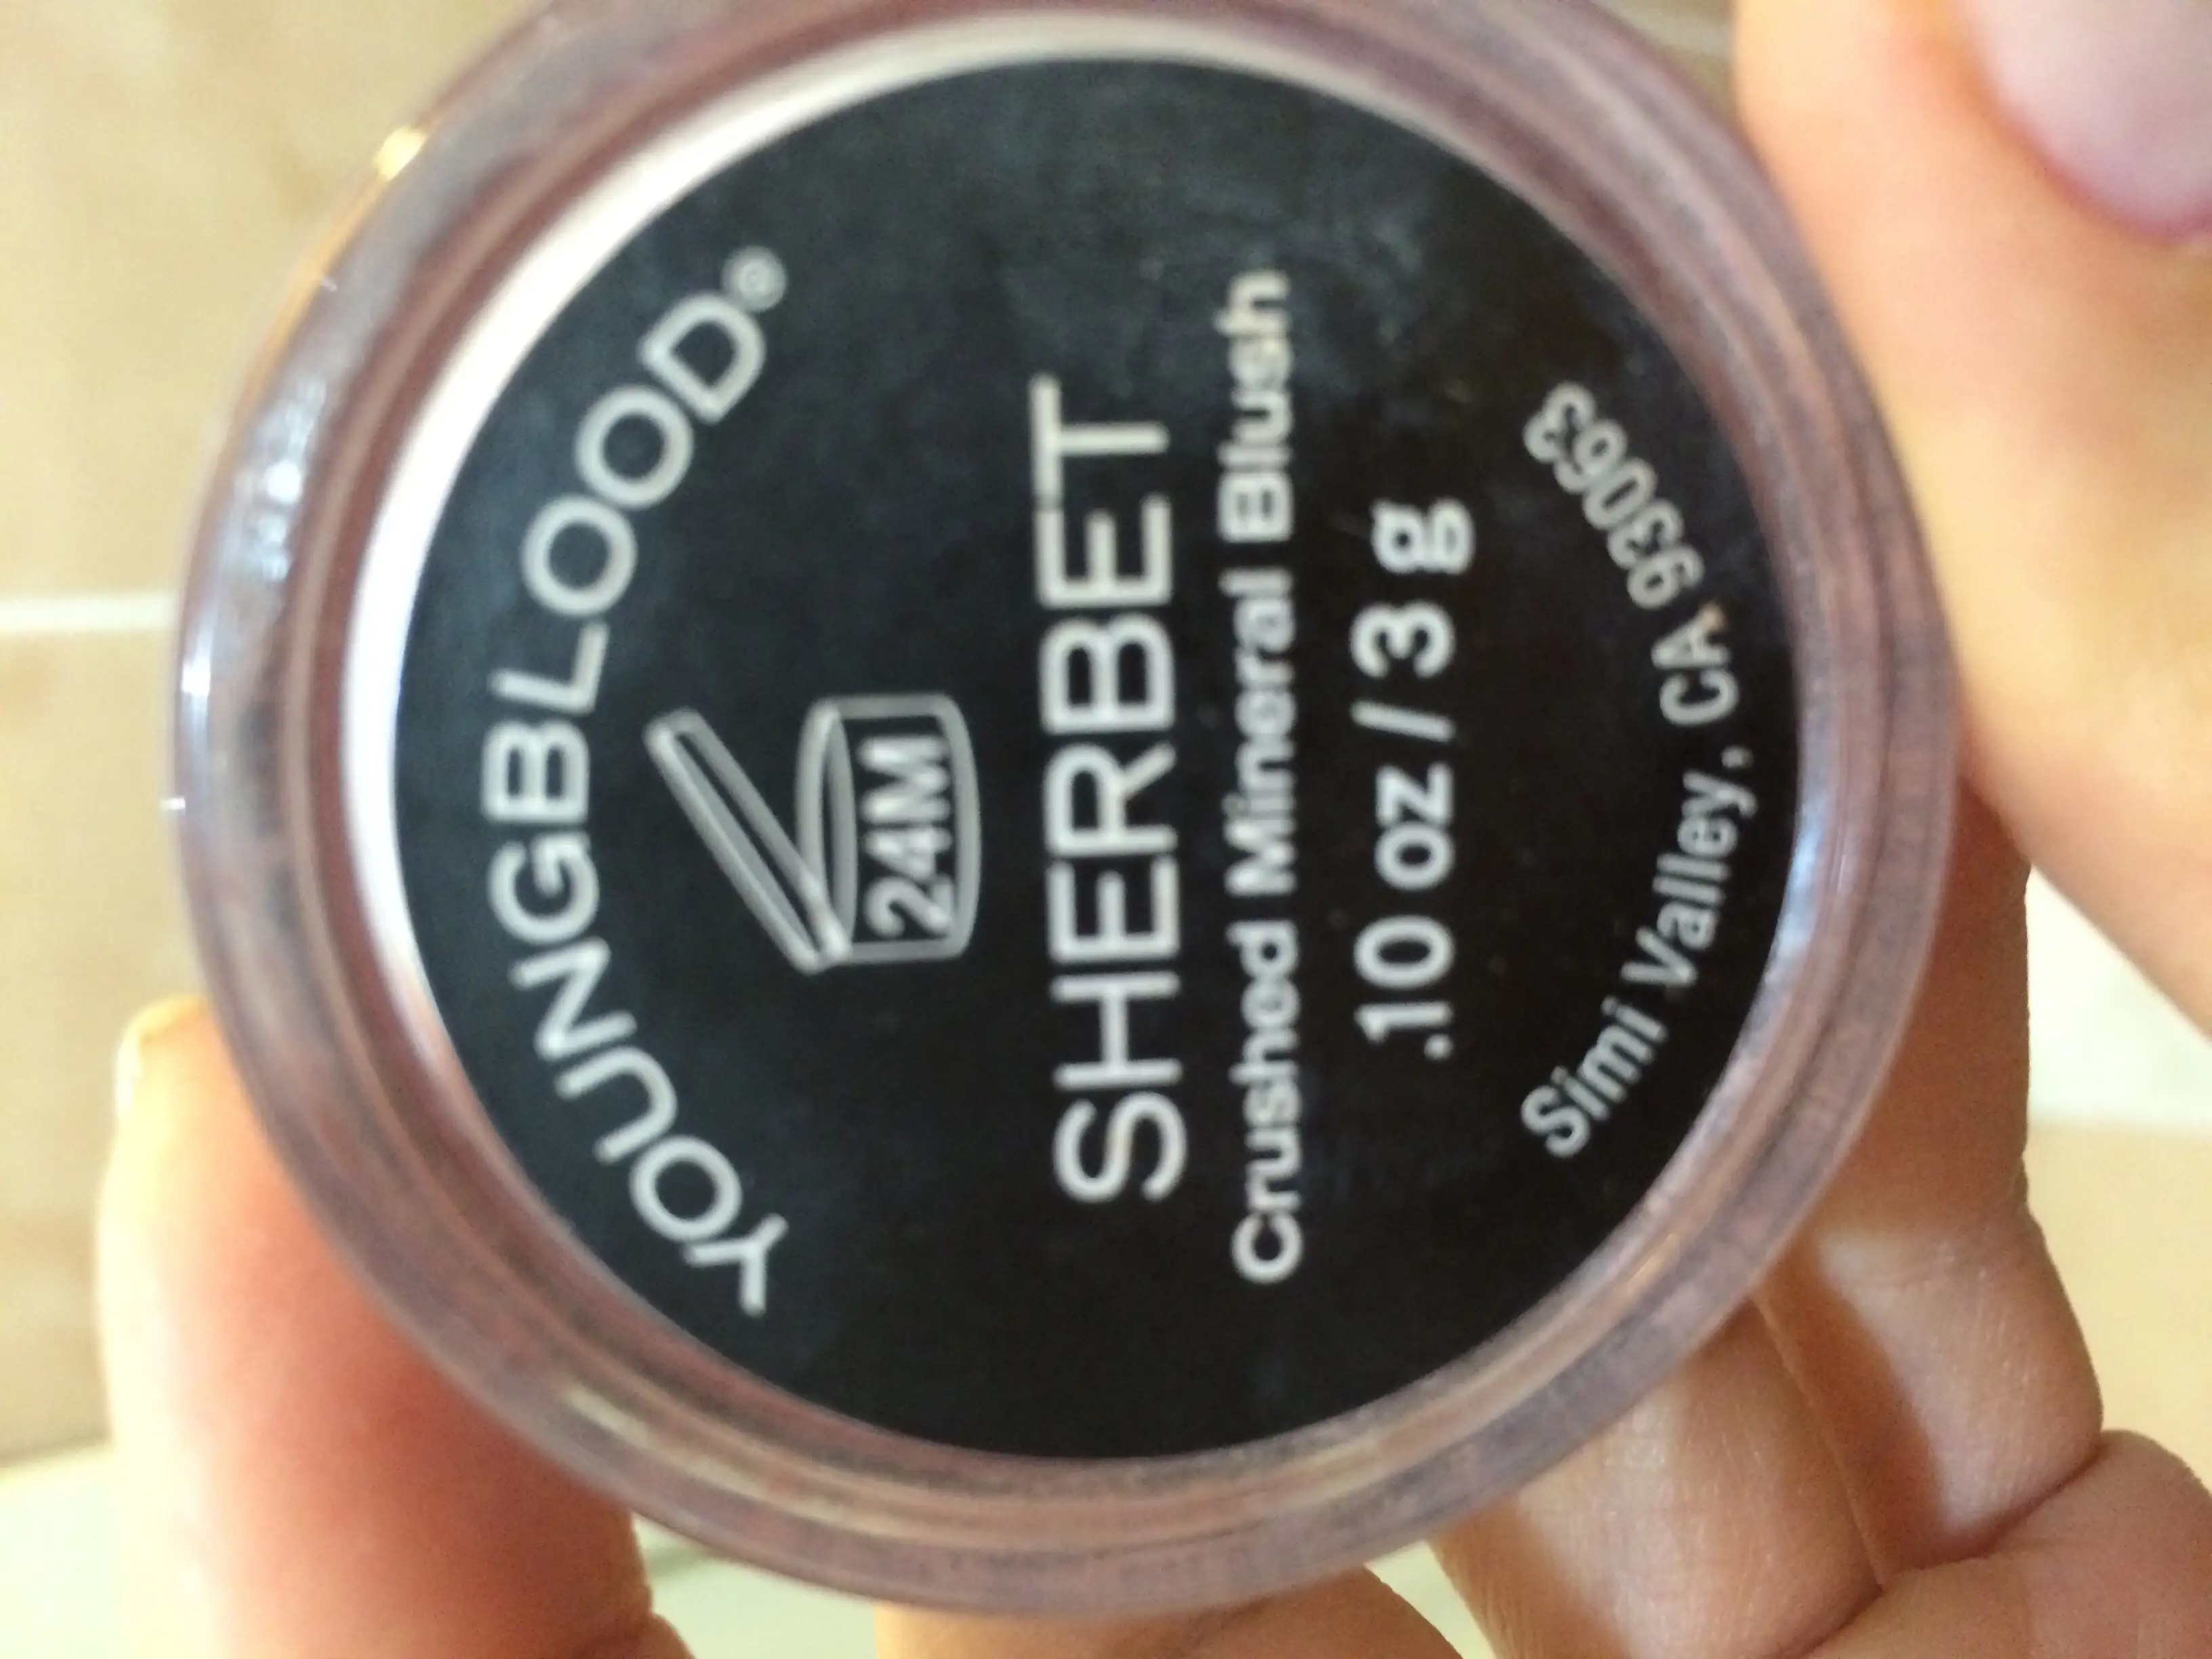 YOUNGBLOOD®
24M
SHERBET
Crushed Mineral Blush
.10 oz / 3 g
Simi Valley, CA 93063